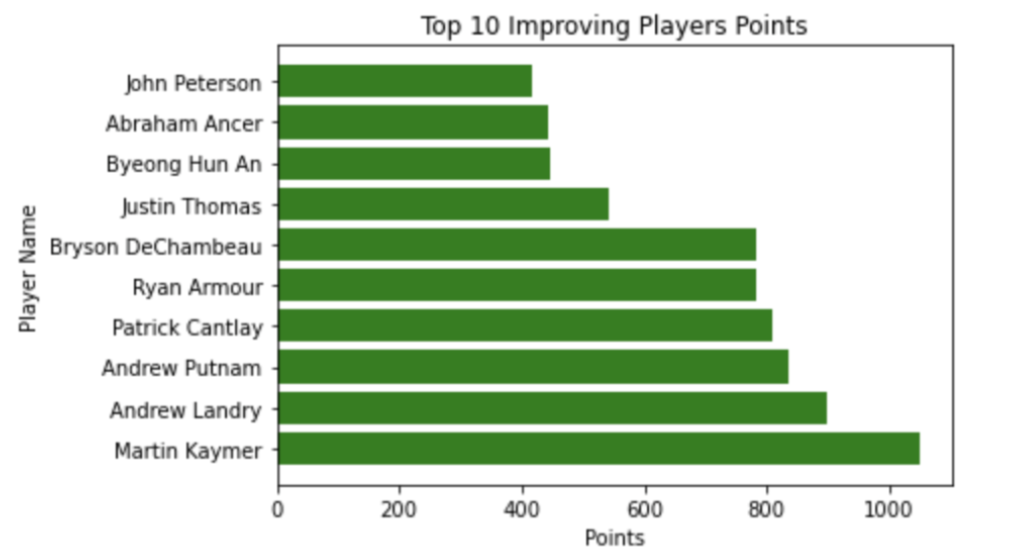 Top 10 Improving Players Points
John Peterson
Abraham Ancer
Byeong Hun An
Justin Thomas
Bryson DeChambeau
Ryan Armour
Patrick Cantlay
Andrew Putnam
Andrew Landry
Martin Kaymer
Player Name
0 200 400 600 800 1000
Points